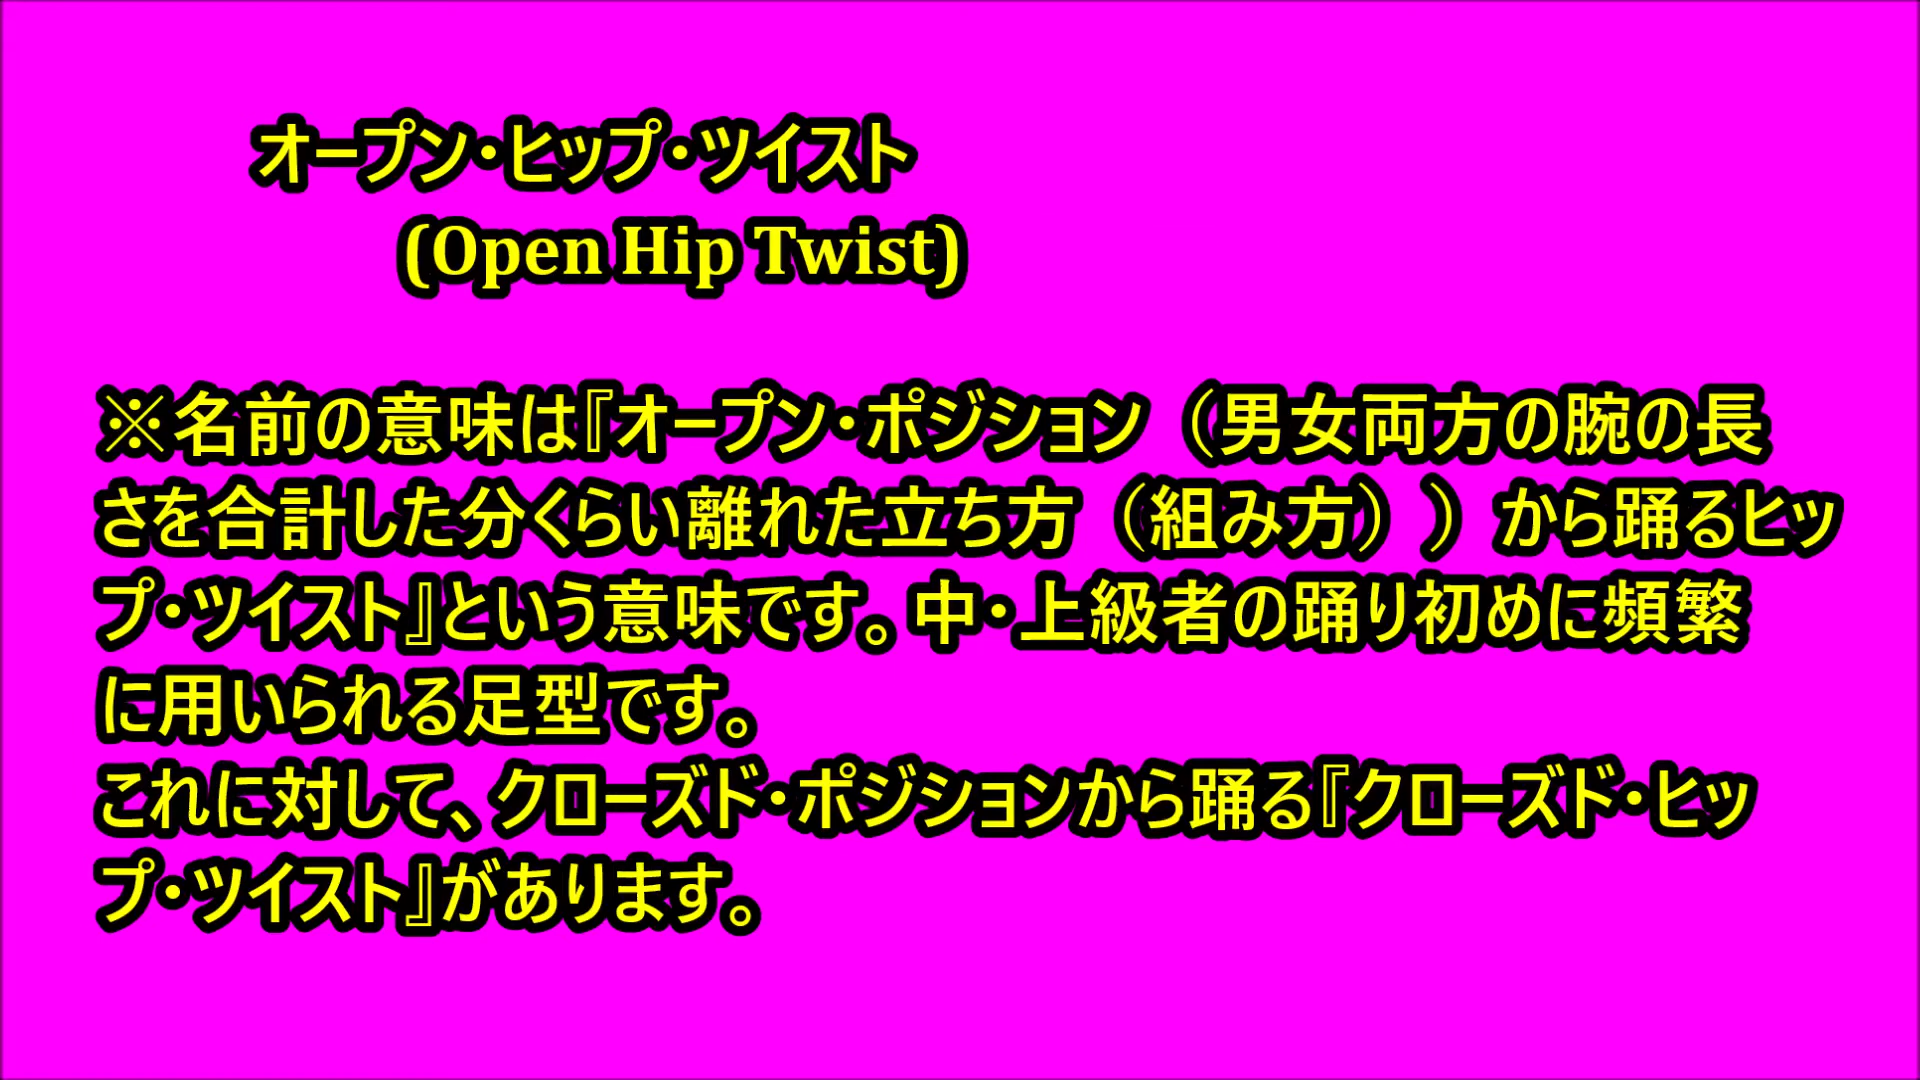 オープン・ヒップ・ツイスト
(Open Hip Twist)
※名前の意味は『オープン・ポジション（男女両方の腕の長
さを合計した分くらい離れた立ち方（組み方））から踊るヒッ
プ・ツイスト』という意味です。中・上級者の踊り初めに頻繁
に用いられる足型です。
これに対して、クローズド・ポジションから踊る『クローズド・ヒッ
プ・ツイスト』があります。